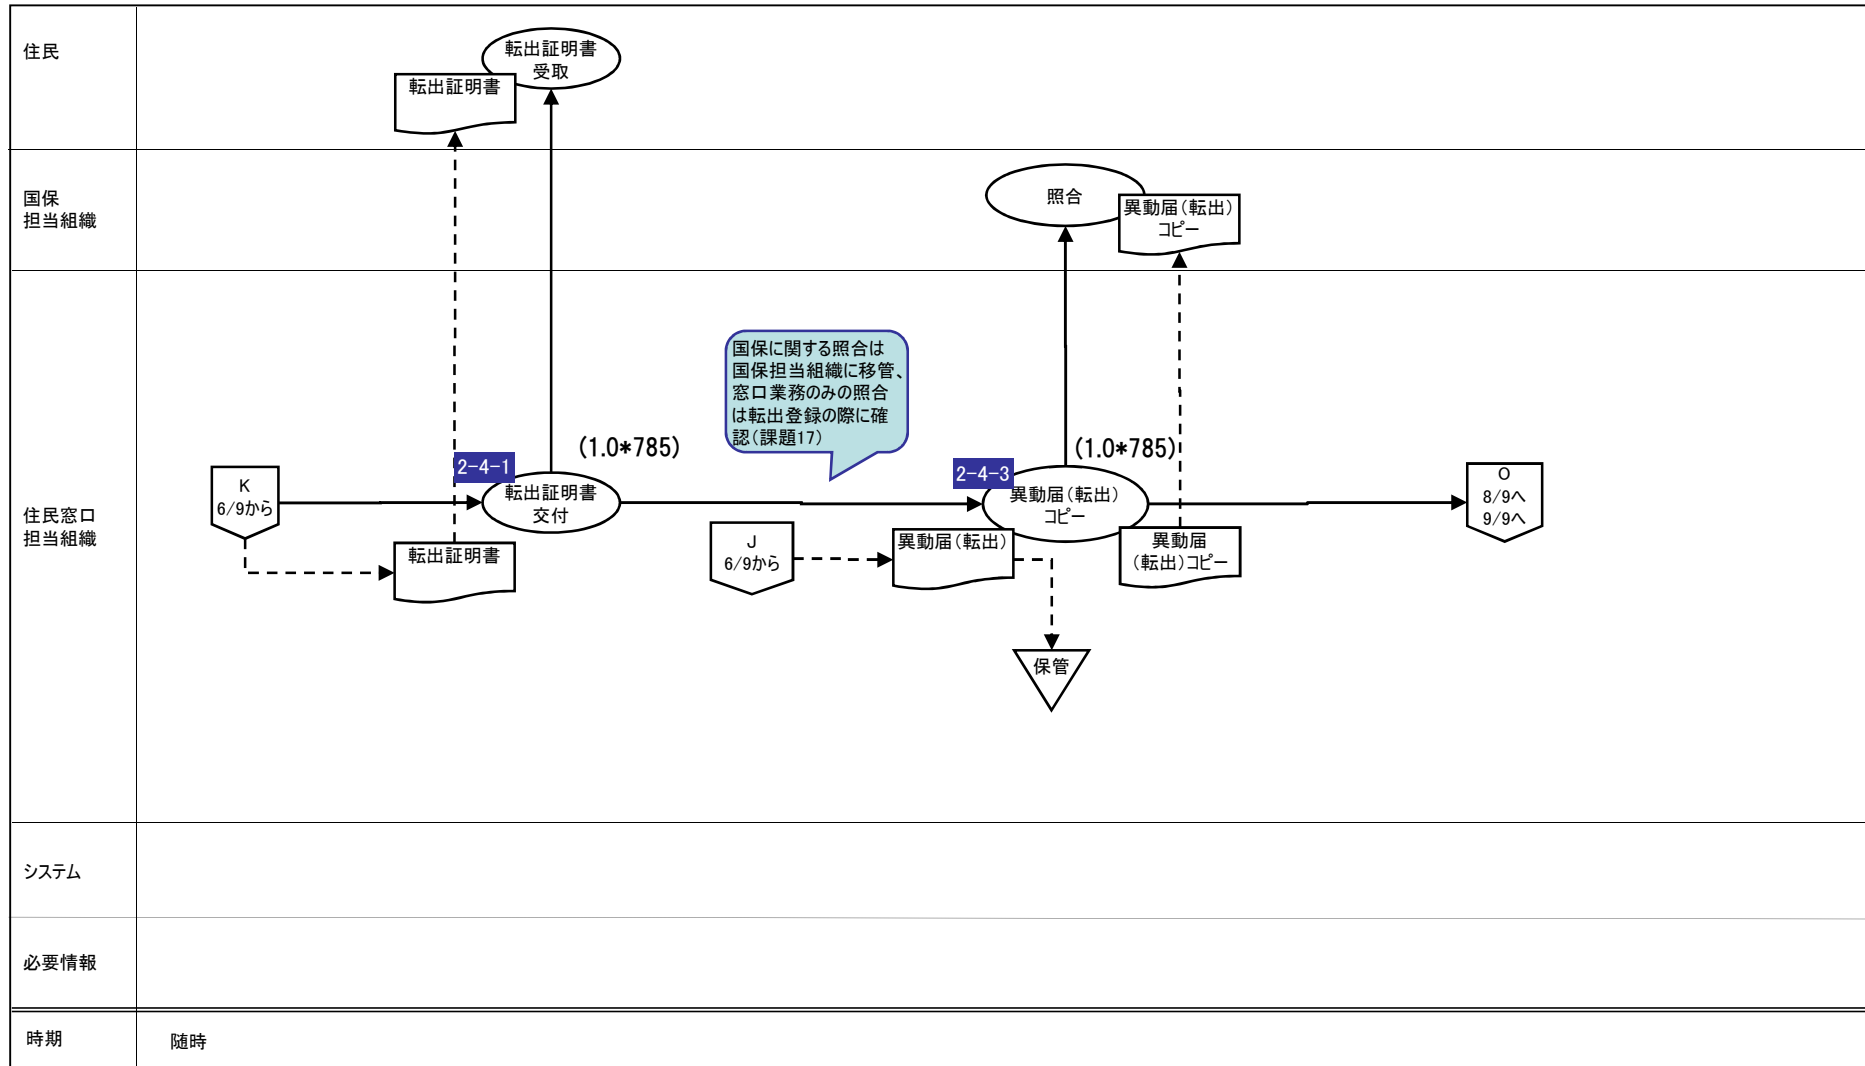 住民
転出証明書
受取
転出証明書
国保
担当組織
照合
異動届(転出)
コピー
国保に関する照合は
国保担当組織に移管、
窓口業務のみの照合
は転出登録の際に確
認(課題17)
(1.0*785)
(1.0*785)
2-4-1
2-4-3
K
6/9から
転出証明書
交付
異動届(転出)
コピー
O
8/9へ
9/9へ
住民窓口
担当組織
転出証明書
J
6/9から
異動届(転出)
異動届
(転出)コピー
保管
システム
必要情報
時期
随時